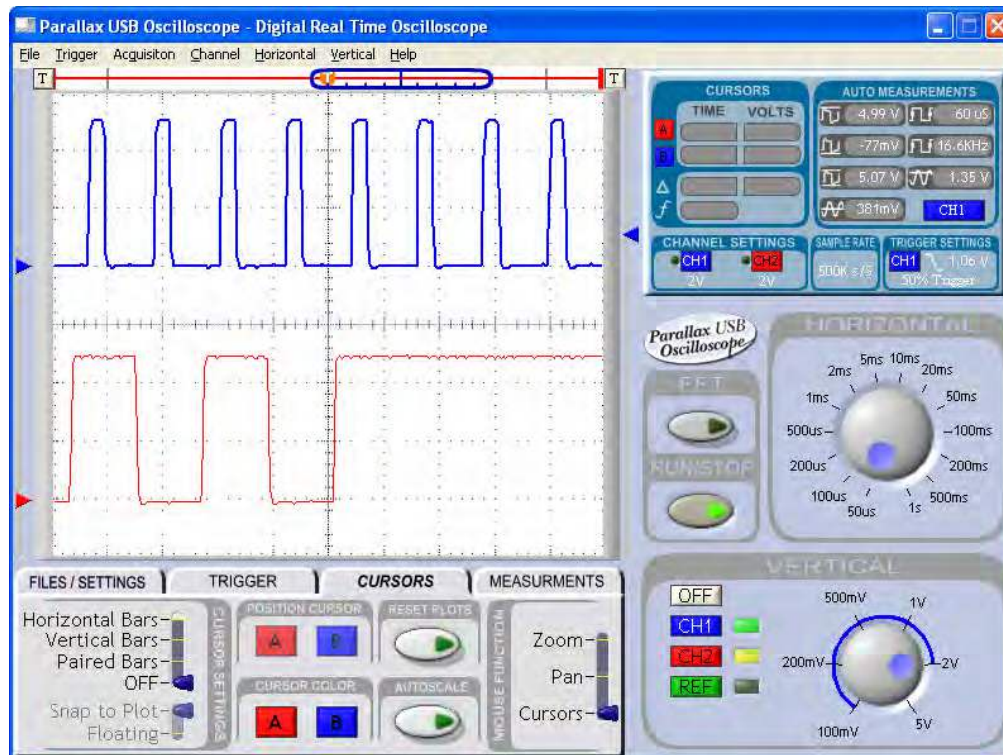 Parallax USB Oscilloscope - Digital Real Time Oscilloscope
File Trigger Acquisiton Channel Horizontal Vertical Help
T T
T
CURSORS
TIME VOLTS
A
B
Δ
f
AUTO MEASUREMENTS
4.99 V 60 uS
-77mV 16.6KHz
5.07 V 1.35 V
381mV CH1
CHANNEL SETTINGS
CH1 CH2
2V 2V
SAMPLE RATE
500K s/S
TRIGGER SETTINGS
CH1 1.06 V
50% Trigger
Parallax USB
Oscilloscope
FFT
RUN/STOP
HORIZONTAL
5ms 10ms
2ms 20ms
1ms 50ms
500us 100ms
200us 200ms
100us 500ms
50us 1s
FILES / SETTINGS TRIGGER CURSORS MEASURMENTS
Horizontal Bars
Vertical Bars
Paired Bars
OFF
Snap to Plot
Floating
CURSOR SETTINGS
POSITION CURSOR
A B
CURSOR COLOR
A B
RESET PLOTS
AUTOSCALE
MOUSE FUNCTION
Zoom
Pan
Cursors
VERTICAL
OFF
CH1
CH2
REF
500mV 1V
200mV 2V
100mV 5V